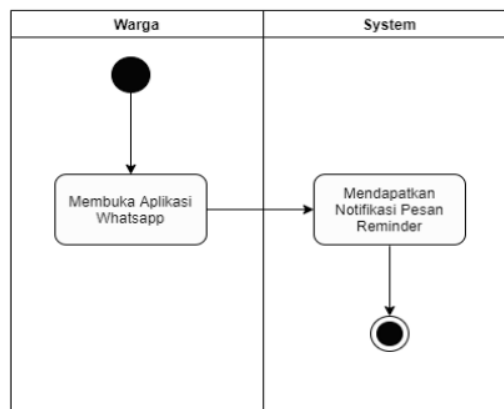 Warga
System
Membuka Aplikasi
Whatsapp
Mendapatkan
Notifikasi Pesan
Reminder